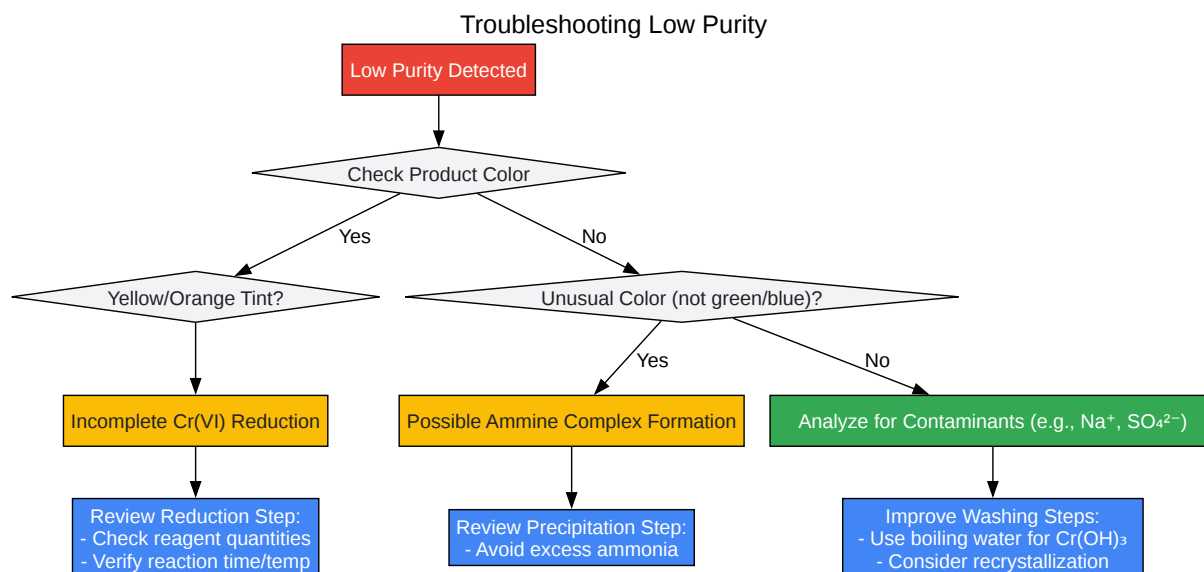 Troubleshooting Low Purity
Low Purity Detected
Check Product Color
Yes
No
Yellow/Orange Tint?
Unusual Color (not green/blue)?
Yes
No
Incomplete Cr(VI) Reduction
Possible Ammine Complex Formation
Analyze for Contaminants (e.g., Na⁺, SO₄²⁻)
Review Reduction Step:
- Check reagent quantities
- Verify reaction time/temp
Review Precipitation Step:
- Avoid excess ammonia
Improve Washing Steps:
- Use boiling water for Cr(OH)₃
- Consider recrystallization